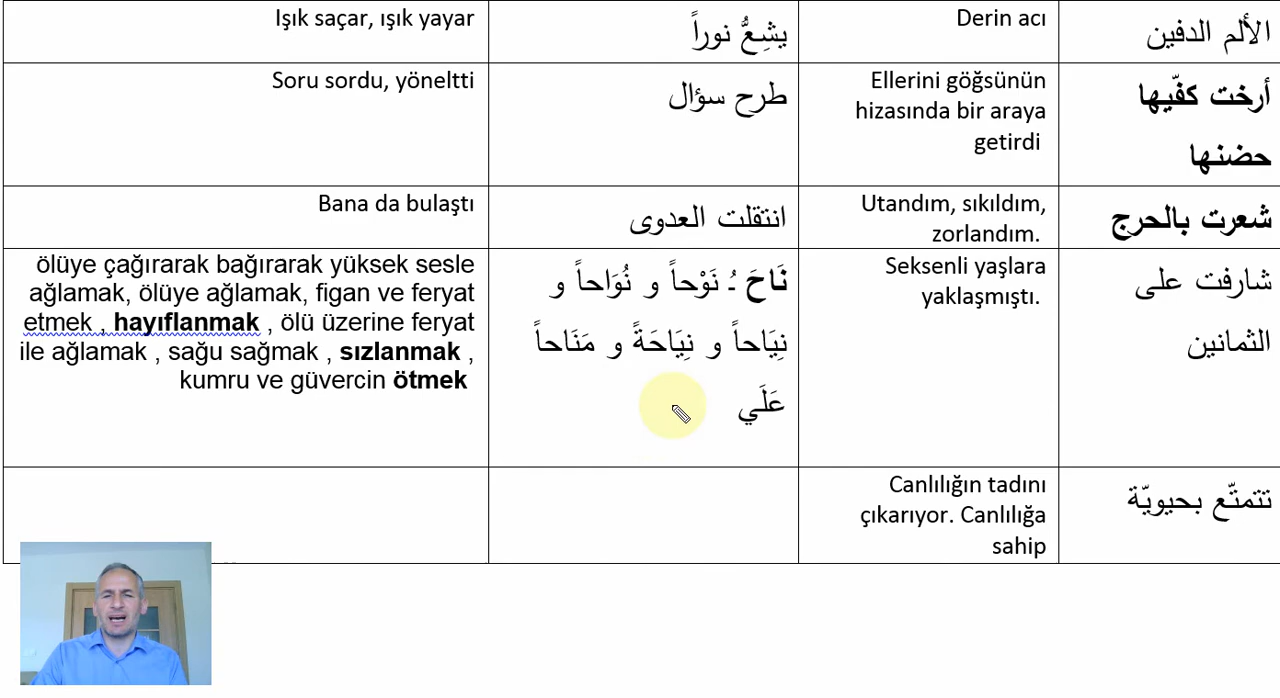 الألم الدفين
Derin acı
يشِعُّ نوراً
Işık saçar, ışık yayar
أرخت كفّيها
حضنها
Ellerini göğsünün
hizasında bir araya
getirdi
طرح سؤال
Soru sordu, yöneltti
شعرت بالحرج
Utandım, sıkıldım,
zorlandım.
انتقلت العدوى
Bana da bulaştı
شارفت على
الثمانين
Seksenli yaşlara
yaklaşmıştı.
نَاحَ ـُ نَوْحاً و نُوَاحاً و
نِيَاحاً و نِيَاحَةً و مَنَاحاً
عَلَي
ölüye çağırarak bağırarak yüksek sesle
ağlamak, ölüye ağlamak, figan ve feryat
etmek , hayıflanmak , ölü üzerine feryat
ile ağlamak , sağu sağmak , sızlanmak ,
kumru ve güvercin ötmek
تتمتّع بحيويّة
Canlılığın tadını
çıkarıyor. Canlılığa
sahip